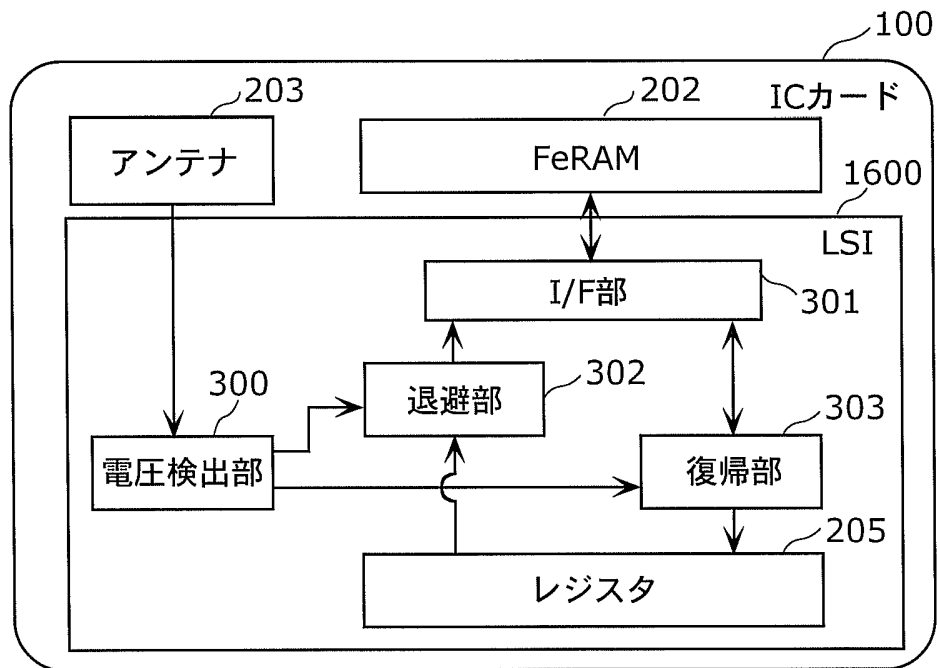 100
ICカード
203
アンテナ
202
FeRAM
1600
LSI
I/F部
301
退避部
302
300
電圧検出部
303
復帰部
205
レジスタ